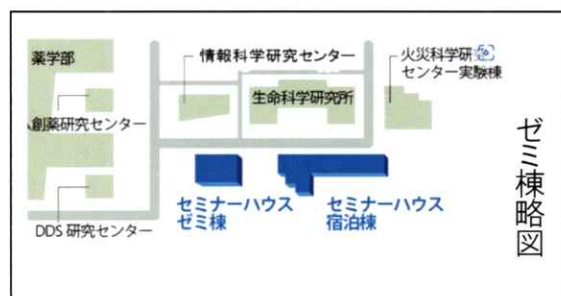 薬学部
情報科学研究センター
火災科学研
センター実験棟
創薬研究センター
生命科学研究所
セミナーハウス
ゼミ棟
セミナーハウス
宿泊棟
DDS 研究センター
ゼミ棟略図